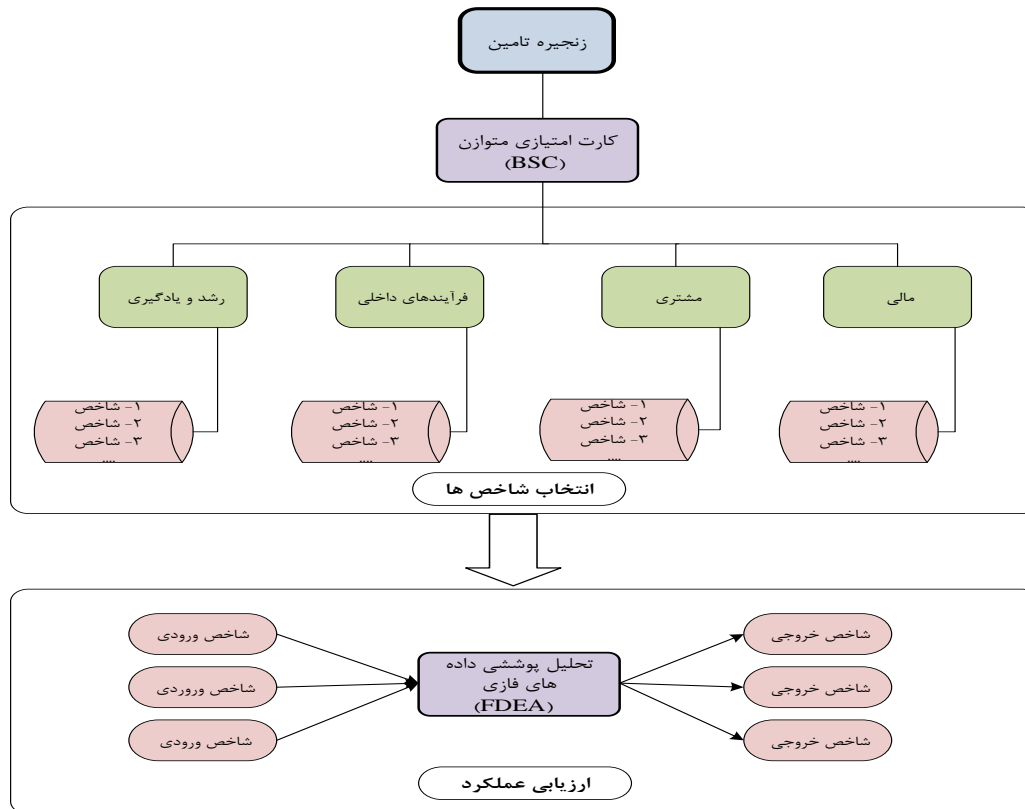 زنجیره تامین
کارت امتیازی متوازن
(BSC)
مالی
مشتری
فرآیندهای داخلی
رشد و یادگیری
۱- شاخص
۲- شاخص
۳- شاخص
....
۱- شاخص
۲- شاخص
۳- شاخص
....
۱- شاخص
۲- شاخص
۳- شاخص
....
۱- شاخص
۲- شاخص
۳- شاخص
....
انتخاب شاخص ها
شاخص ورودی
شاخص وروردی
شاخص ورودی
تحلیل پوششی داده
های فازی
(FDEA)
شاخص خروجی
شاخص خروجی
شاخص خروجی
ارزیابی عملکرد